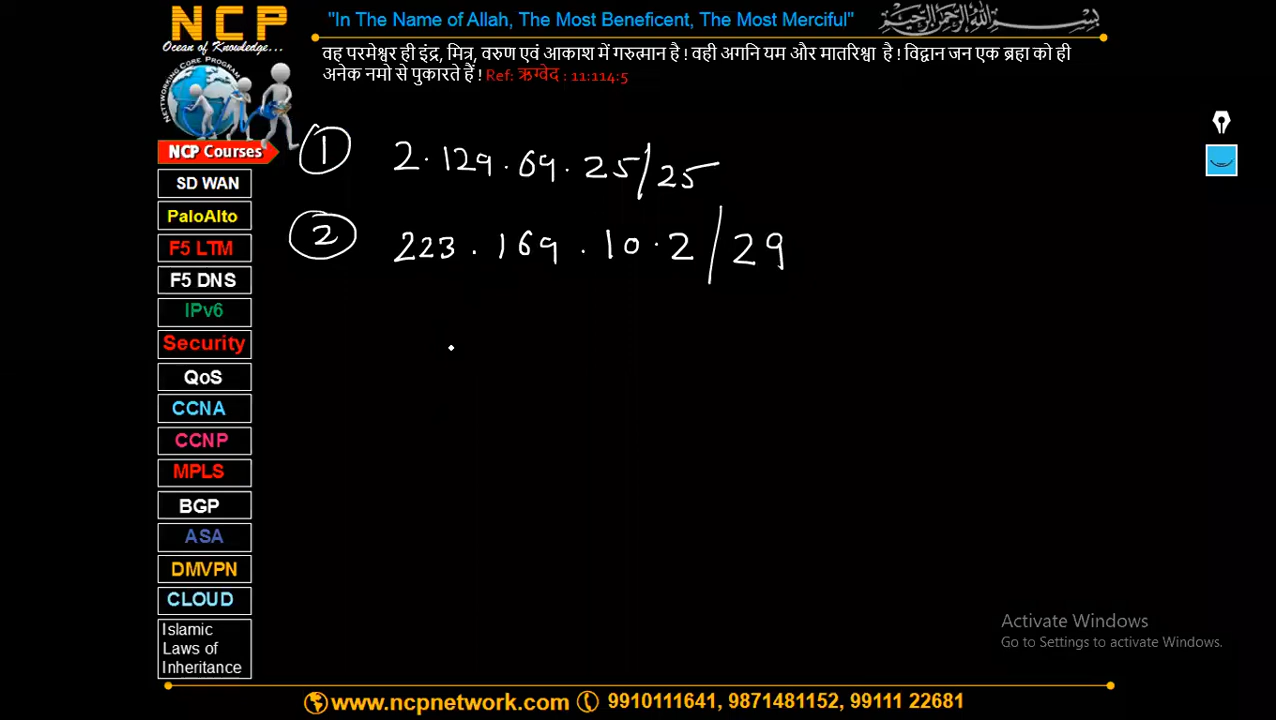 NCP
Ocean of Knowledge...
"In The Name of Allah, The Most Beneficent, The Most Merciful"
वह परमेश्वर ही इंद्र, मित्र, वरुण एवं आकाश में गरुत्मान है ! वही अगनि यम और मातरिश्वा है ! विद्वान जन एक ब्रहा को ही
अनेक नमो से पुकारते हैं ! Ref: ऋग्वेद : 11:114:5
NETWORKING CORE PROGRAM
NCP Courses
SD WAN
PaloAlto
F5 LTM
F5 DNS
IPv6
Security
QoS
CCNA
CCNP
MPLS
BGP
ASA
DMVPN
CLOUD
Islamic
Laws of
Inheritance
1 2.129.69.25/25
2 223.169.10.2/29
Activate Windows
Go to Settings to activate Windows.
www.ncpnetwork.com 9910111641, 9871481152, 99111 22681